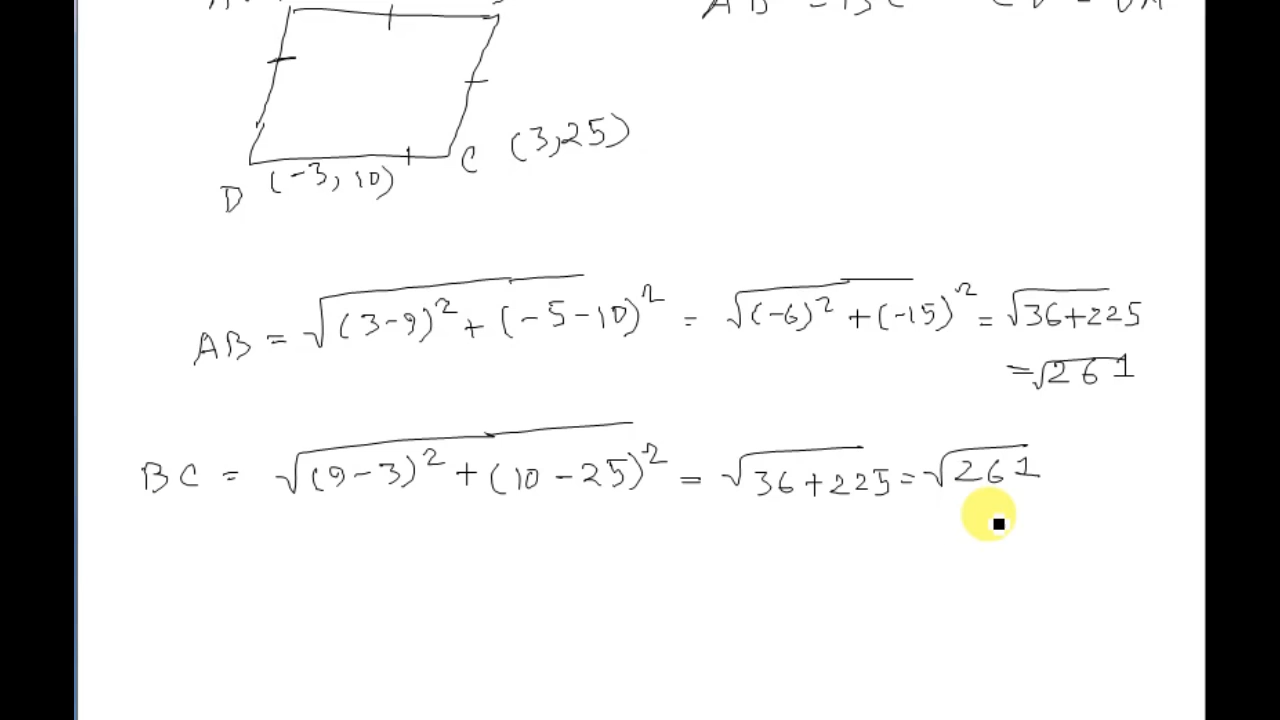 C (3,25)
D (-3, 10)
AB = √(3-9)² + (-5-10)² = √(-6)² + (-15)² = √36+225
= √261
BC = √(9-3)² + (10-25)² = √36+225 = √261